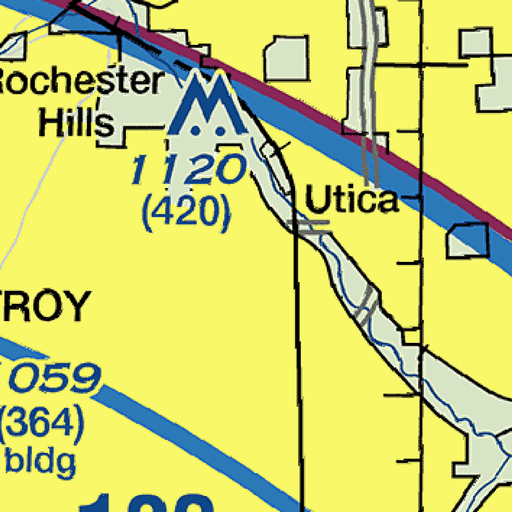 Rochester
Hills
1120
(420)
Utica
TROY
059
(364)
bldg